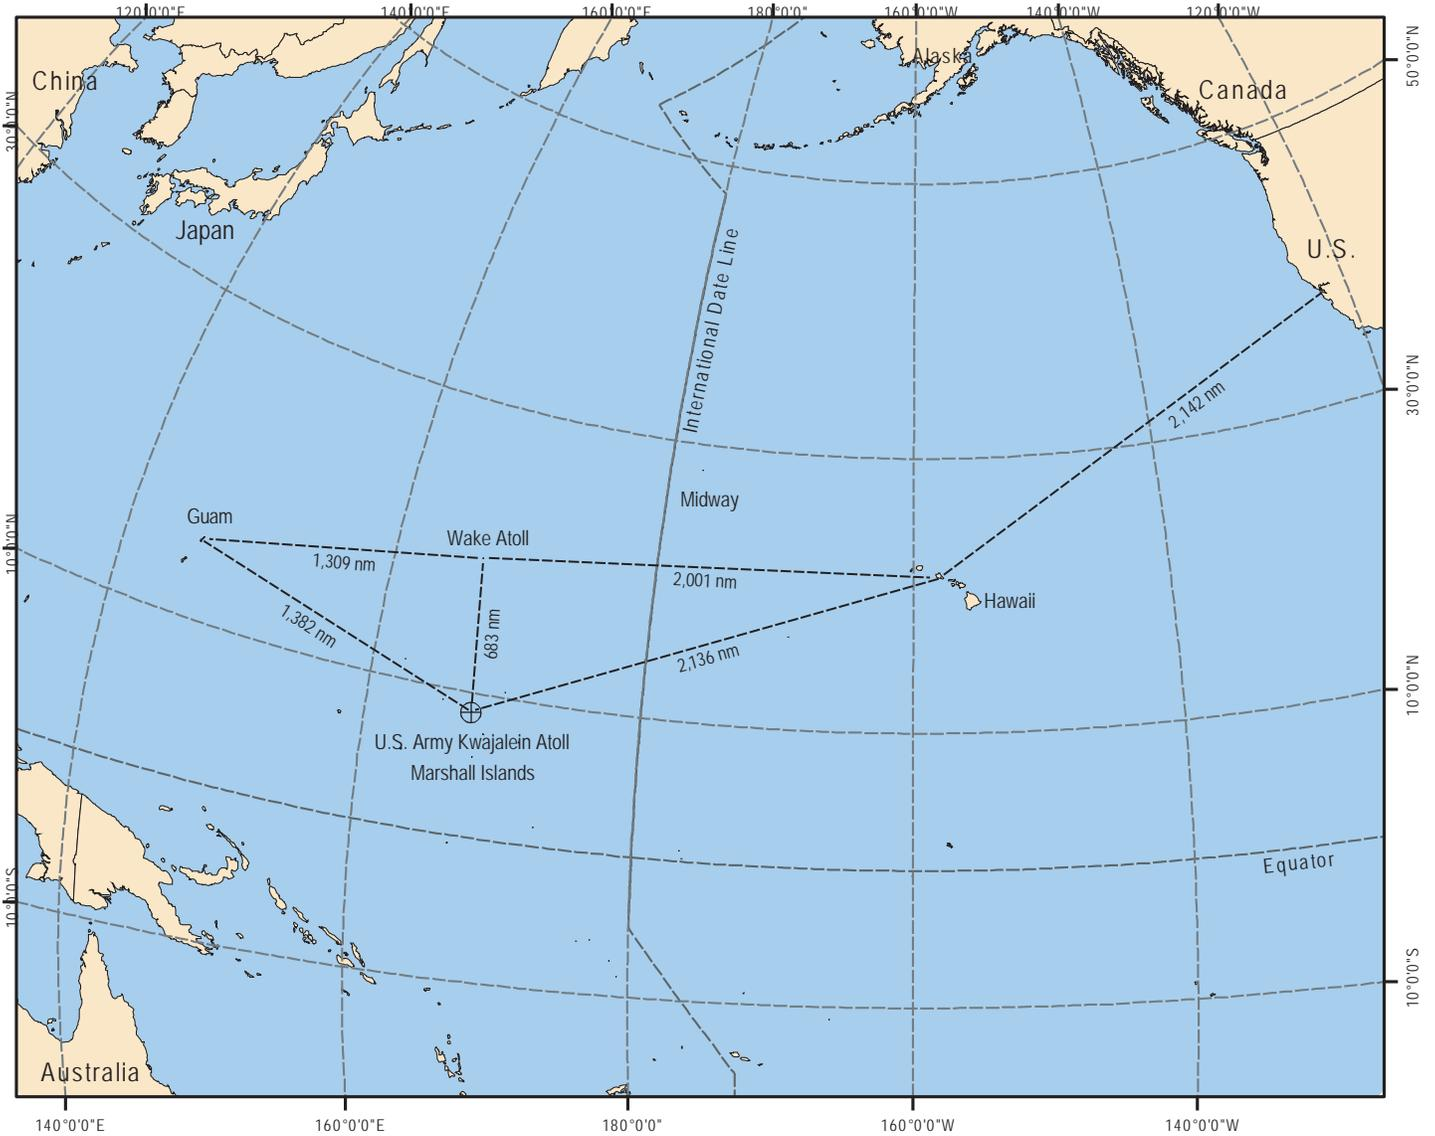 120°0'0"E
140°0'0"E
160°0'0"E
180°0'0"
160°0'0"W
140°0'0"W
120°0'0"W
50°0'0"N
Alaska
China
Canada
30°0'0"N
Japan
International Date Line
U.S.
30°0'0"N
2,142 nm
Midway
Guam
Wake Atoll
10°0'0"N
1,309 nm
2,001 nm
Hawaii
1,382 nm
683 nm
2,136 nm
10°0'0"N
U.S. Army Kwajalein Atoll
Marshall Islands
Equator
10°0'0"S
10°0'0"S
Australia
140°0'0"E
160°0'0"E
180°0'0"
160°0'0"W
140°0'0"W